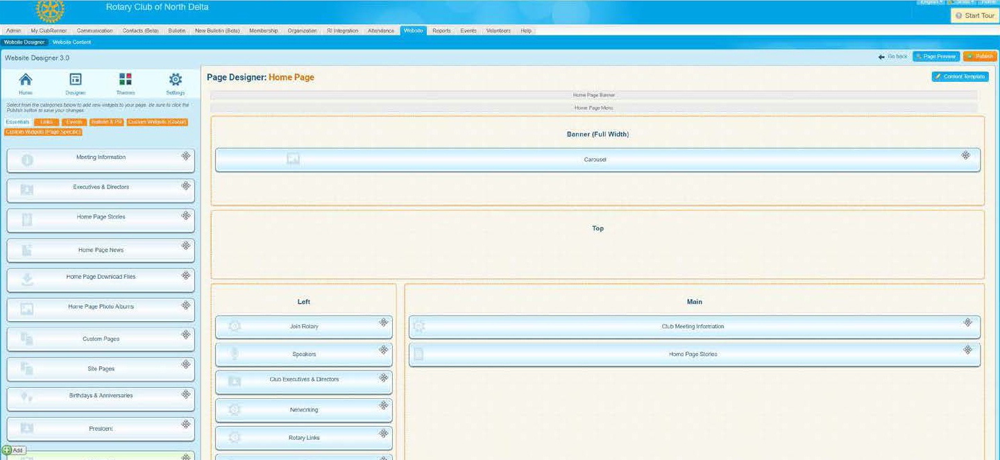 Rotary Club of North Delta
English Home
Start Tour
Admin My ClubRunner Communication Contacts (Beta) Bulletin New Bulletin (Beta) Membership Organization RI Integration Attendance Website Reports Events Volunteers Help
Website Designer Website Content
Website Designer 3.0
Go back Page Preview Publish
Home Designer Themes Settings
Page Designer: Home Page
Content Template
Select from the categories below to add new widgets to your page. Be sure to click the
Publish button to save your changes.
Essentials Links Events Bulletin & PR Custom Widgets (Global)
Custom Widgets (Page Specific)
Meeting Information
Executives & Directors
Home Page Stories
Home Page News
Home Page Download Files
Home Page Photo Albums
Custom Pages
Site Pages
Birthdays & Anniversaries
President
Add
Home Page Banner
Home Page Menu
Banner (Full Width)
Carousel
Top
Left
Join Rotary
Speakers
Club Executives & Directors
Networking
Rotary Links
Main
Club Meeting Information
Home Page Stories